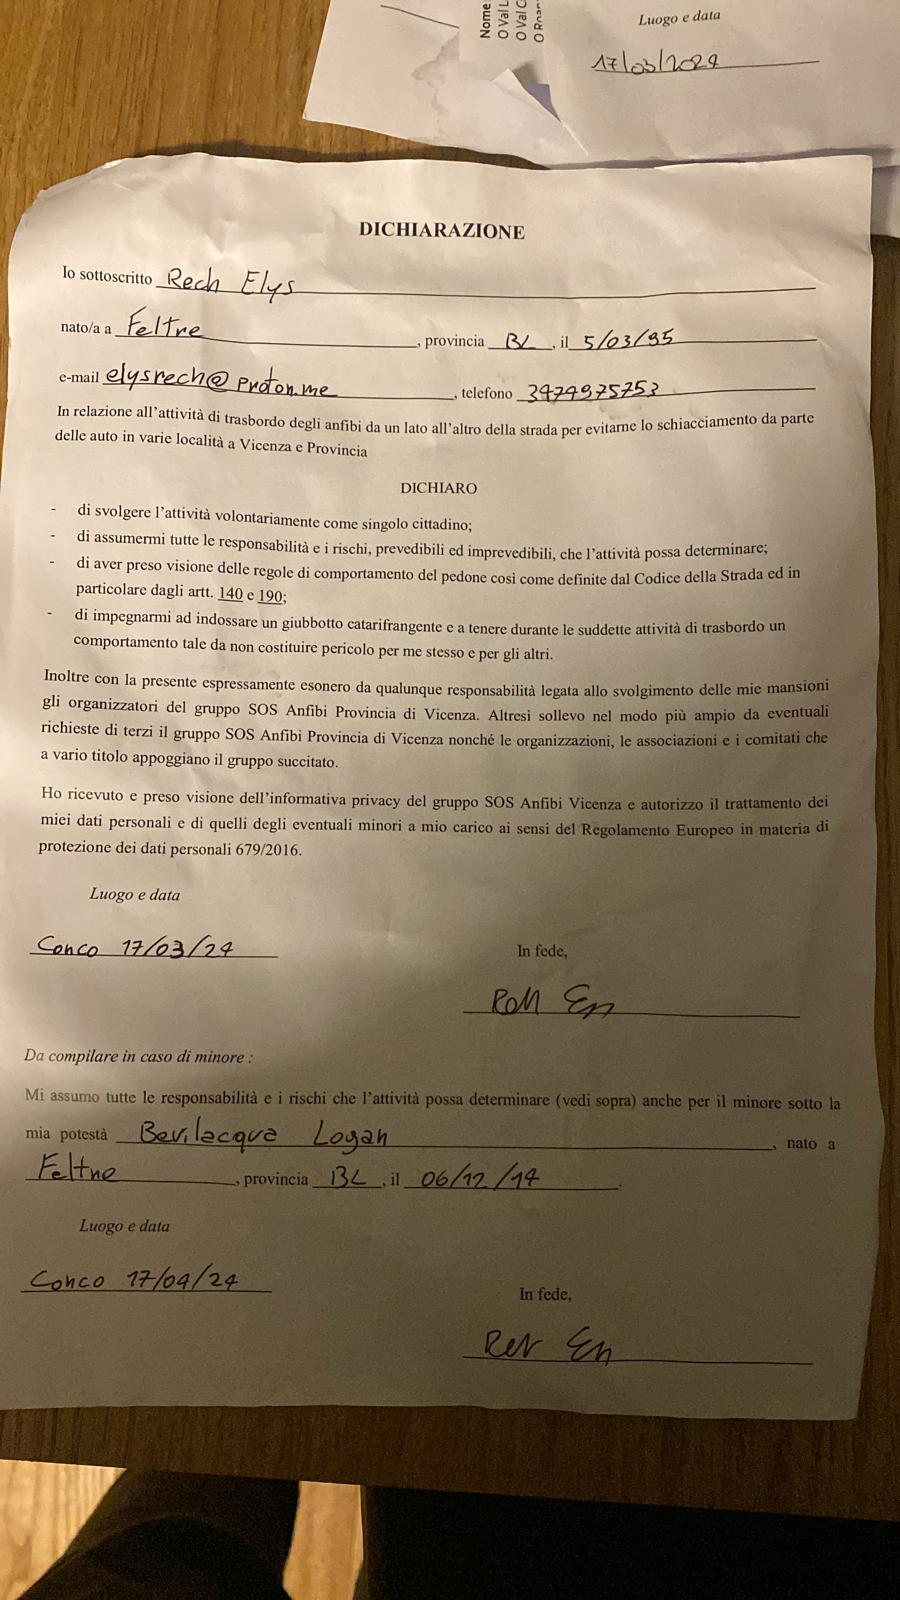 Nome
O Val L
O Val C
Luogo e data
17/03/2024
DICHIARAZIONE
Io sottoscritto Rech Elys
nato/a a Feltre, provincia BL, il 5/03/95
e-mail elysrech@proton.me, telefono 3474975753
In relazione all'attività di trasbordo degli anfibi da un lato all'altro della strada per evitarne lo schiacciamento da parte
delle auto in varie località a Vicenza e Provincia
DICHIARO
- di svolgere l'attività volontariamente come singolo cittadino;
- di assumermi tutte le responsabilità e i rischi, prevedibili ed imprevedibili, che l'attività possa determinare;
- di aver preso visione delle regole di comportamento del pedone così come definite dal Codice della Strada ed in
particolare dagli artt. 140 e 190;
- di impegnarmi ad indossare un giubbotto catarifrangente e a tenere durante le suddette attività di trasbordo un
comportamento tale da non costituire pericolo per me stesso e per gli altri.
Inoltre con la presente espressamente esonero da qualunque responsabilità legata allo svolgimento delle mie mansioni
gli organizzatori del gruppo SOS Anfibi Provincia di Vicenza. Altresì sollevo nel modo più ampio da eventuali
richieste di terzi il gruppo SOS Anfibi Provincia di Vicenza nonché le organizzazioni, le associazioni e i comitati che
a vario titolo appoggiano il gruppo succitato.
Ho ricevuto e preso visione dell'informativa privacy del gruppo SOS Anfibi Vicenza e autorizzo il trattamento dei
miei dati personali e di quelli degli eventuali minori a mio carico ai sensi del Regolamento Europeo in materia di
protezione dei dati personali 679/2016.
Luogo e data
Conco 17/03/24
In fede,
Da compilare in caso di minore :
Mi assumo tutte le responsabilità e i rischi che l'attività possa determinare (vedi sopra) anche per il minore sotto la
mia potestà Bevilacqua Logan, nato a
Feltre, provincia BL, il 06/12/14.
Luogo e data
Conco 17/04/24
In fede,